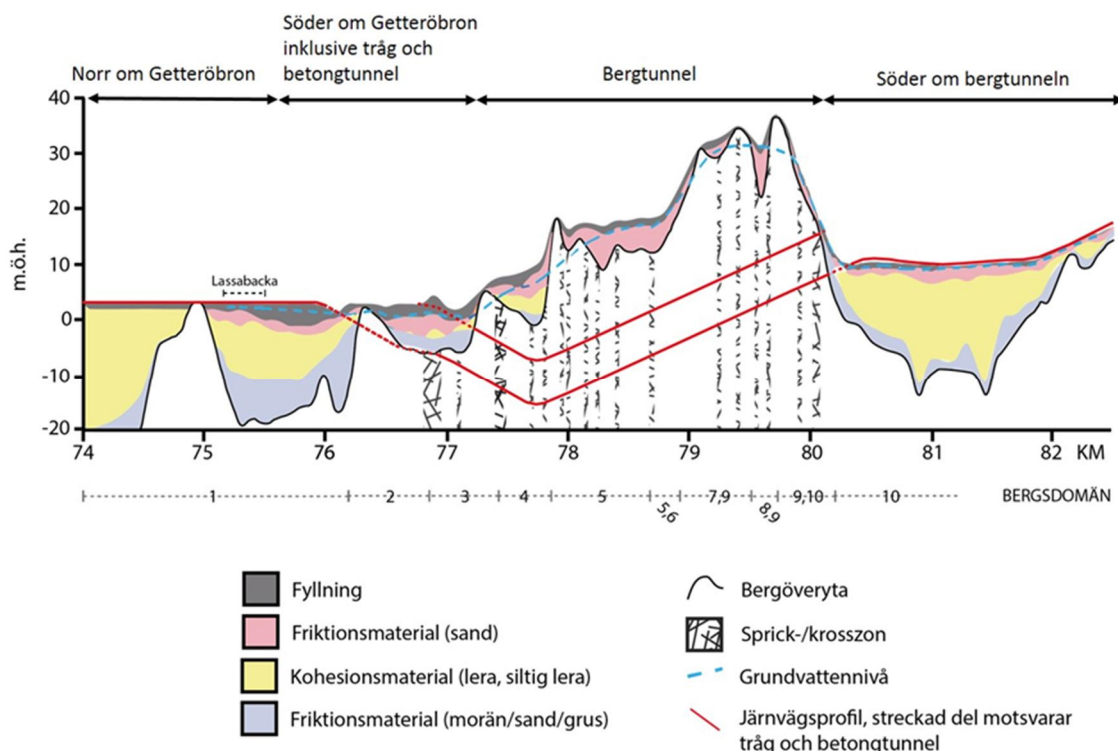 Norr om Getteröbron
Söder om Getteröbron
inklusive tråg och
betongtunnel
Bergtunnel
Söder om bergtunneln
m.ö.h.
40
30
20
10
0
-10
-20
Lassabacka
74 75 76 77 78 79 80 81 82 KM
1 2 3 4 5 5,6 7,9 8,9 9,10 10 BERGSDOMÄN
Fyllning
Friktionsmaterial (sand)
Kohesionsmaterial (lera, siltig lera)
Friktionsmaterial (morän/sand/grus)
Bergöveryta
Sprick-/krosszon
Grundvattennivå
Järnvägsprofil, streckad del motsvarar
tråg och betongtunnel